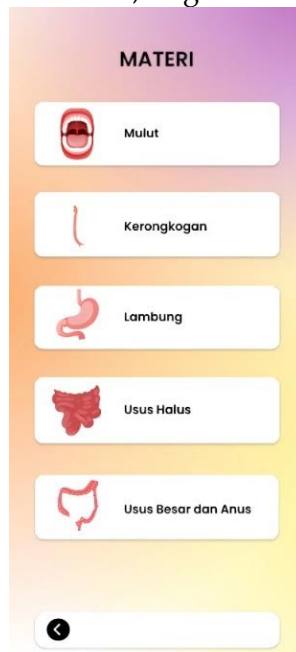 MATERI
Mulut
Kerongkogan
Lambung
Usus Halus
Usus Besar dan Anus